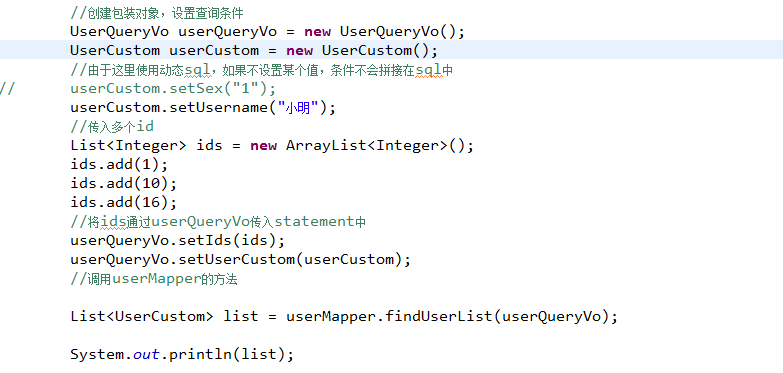 //创建包装对象，设置查询条件
UserQueryVo userQueryVo = new UserQueryVo();
UserCustom userCustom = new UserCustom();
//由于这里使用动态sql，如果不设置某个值，条件不会拼接在sql中
// userCustom.setSex("1");
userCustom.setUsername("小明");
//传入多个id
List<Integer> ids = new ArrayList<Integer>();
ids.add(1);
ids.add(10);
ids.add(16);
//将ids通过userQueryVo传入statement中
userQueryVo.setIds(ids);
userQueryVo.setUserCustom(userCustom);
//调用userMapper的方法
List<UserCustom> list = userMapper.findUserList(userQueryVo);
System.out.println(list);